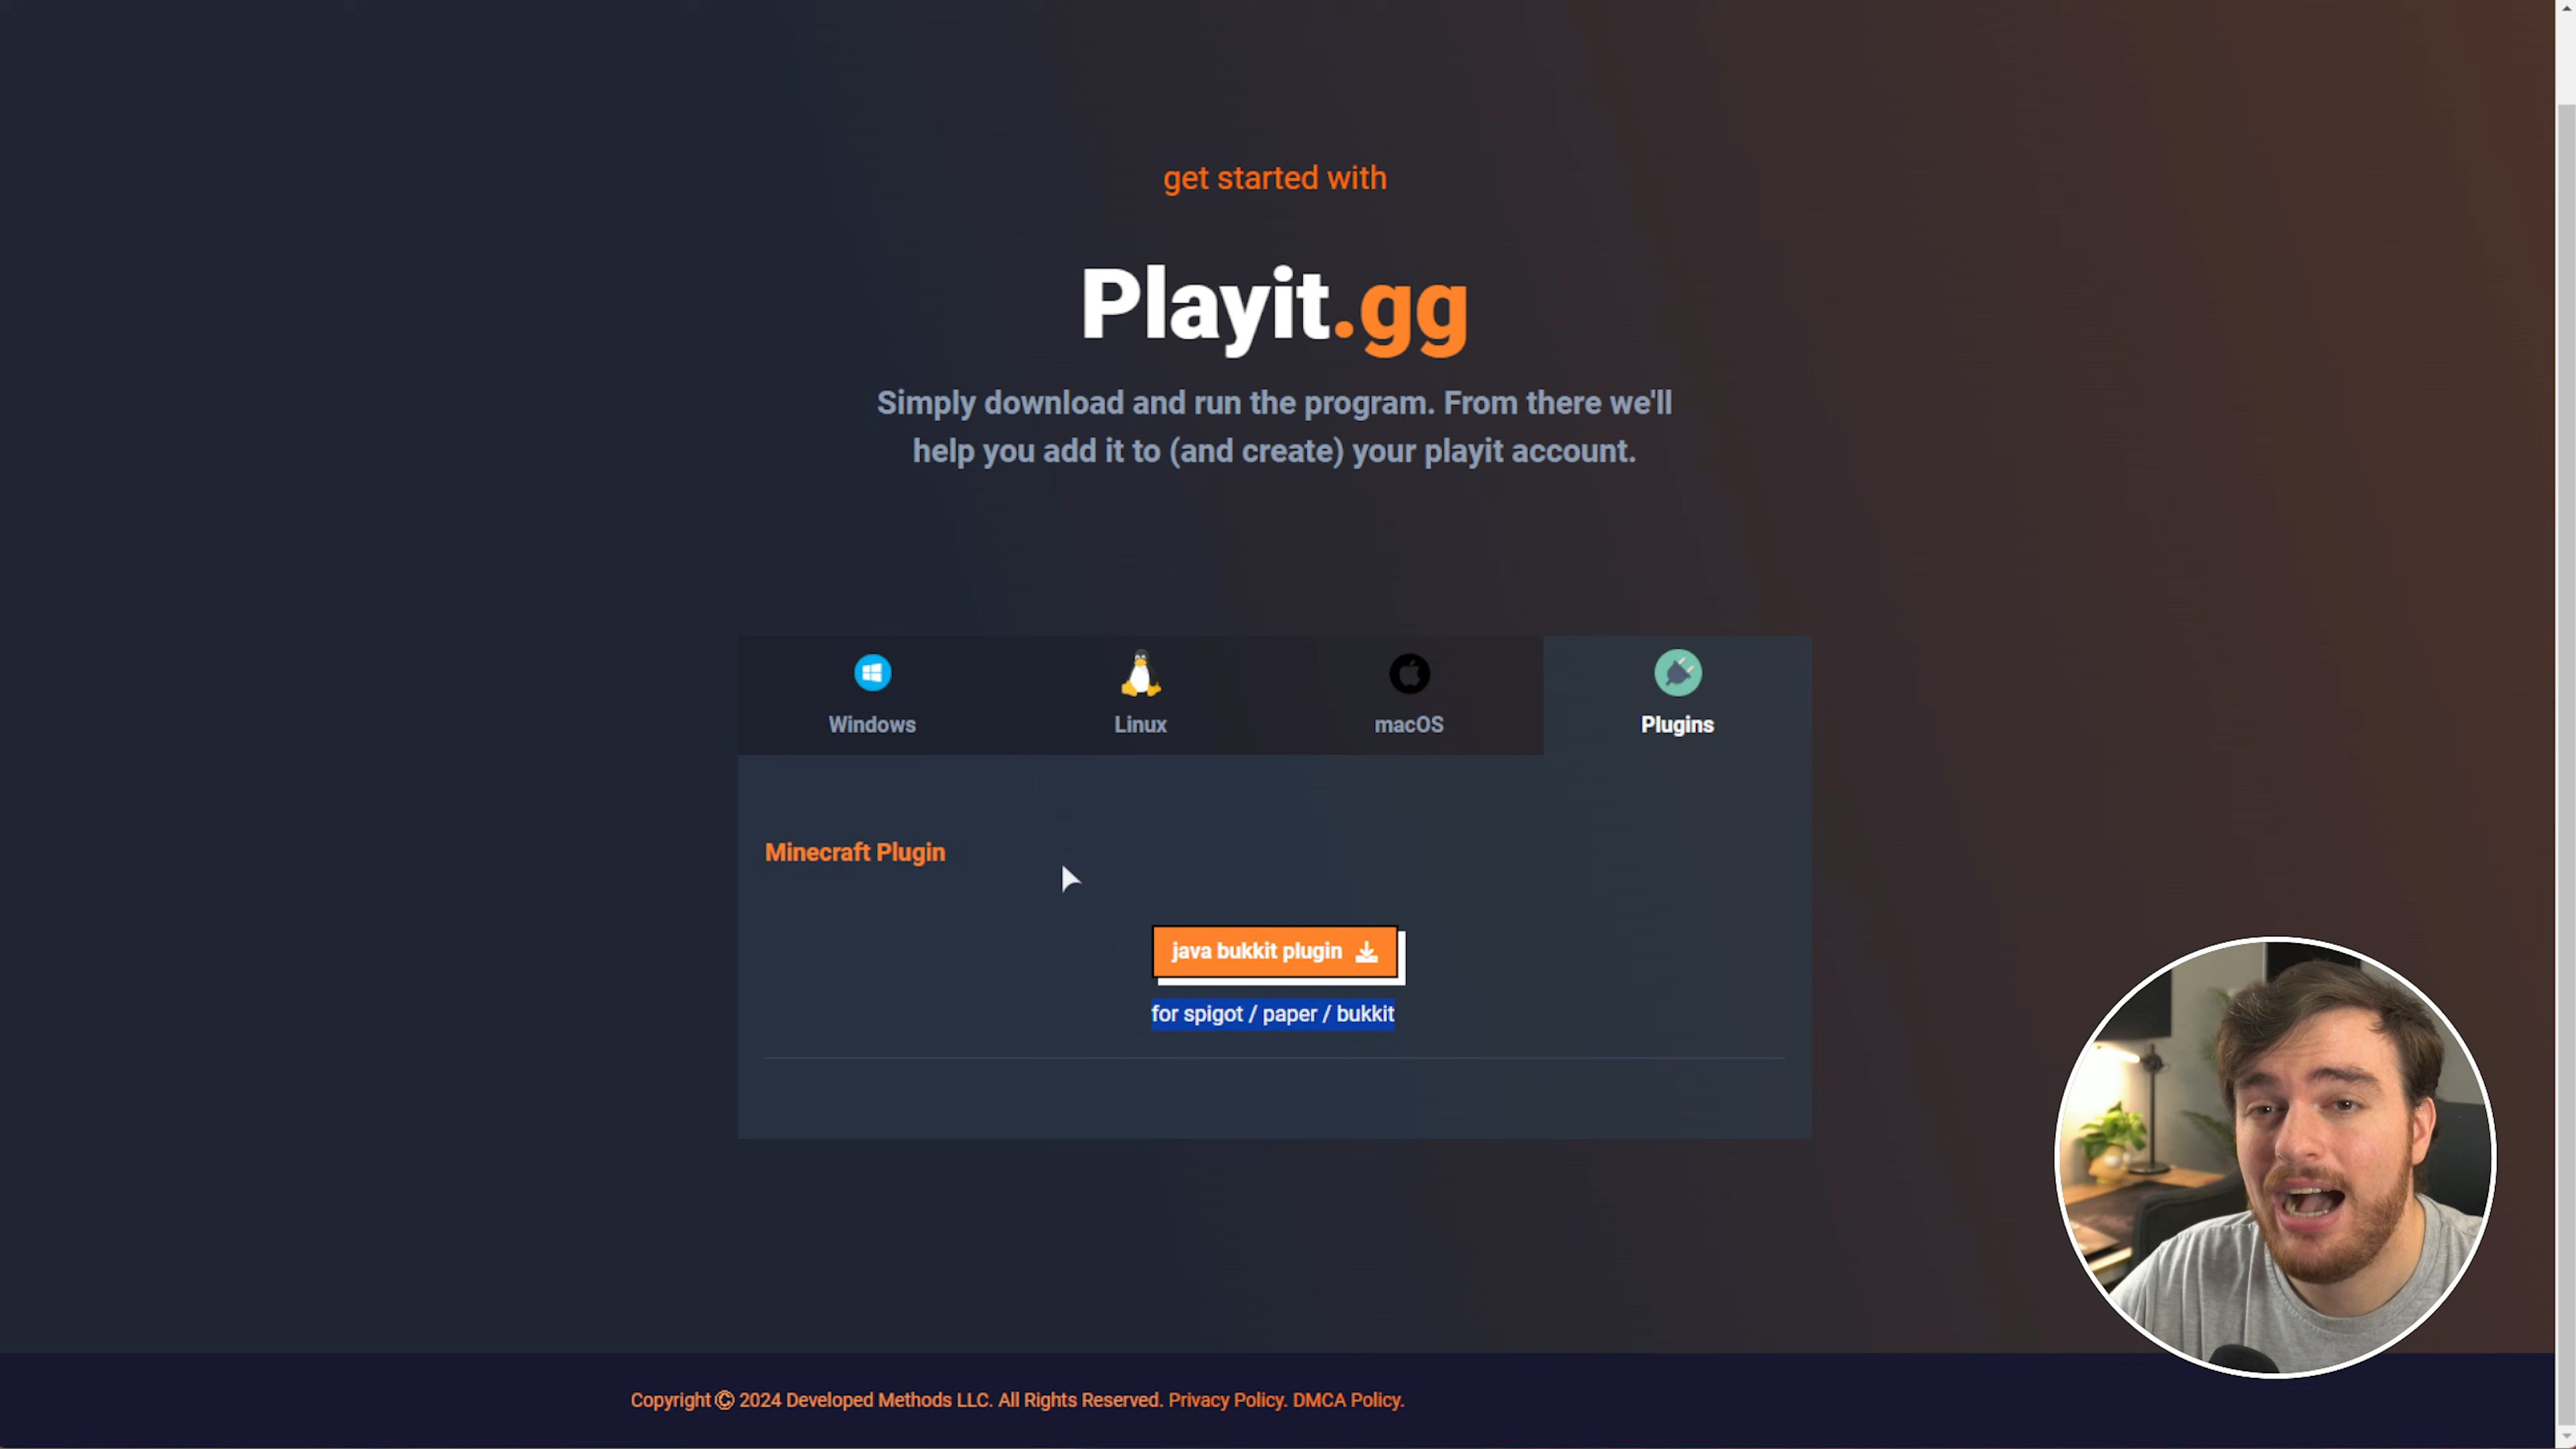 get started with
Playit.gg
Simply download and run the program. From there we'll
help you add it to (and create) your playit account.
Windows
Linux
macOS
Plugins
Minecraft Plugin
java bukkit plugin
for spigot / paper / bukkit
Copyright © 2024 Developed Methods LLC. All Rights Reserved. Privacy Policy. DMCA Policy.